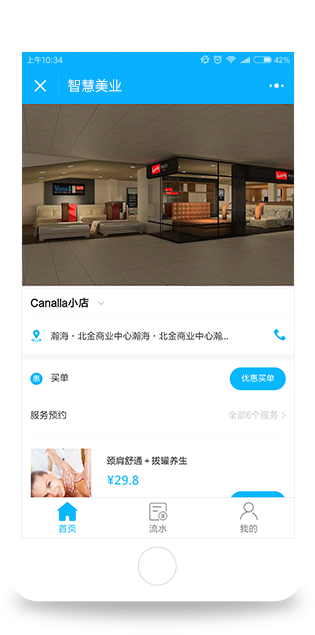 上午10:34
42%
智慧美业
Canalla小店
瀚海·北金商业中心瀚海·北金商业中心瀚...
惠 买单 优惠买单
服务预约 全部6个服务
颈肩舒通+拔罐养生
¥29.8
首页 流水 我的